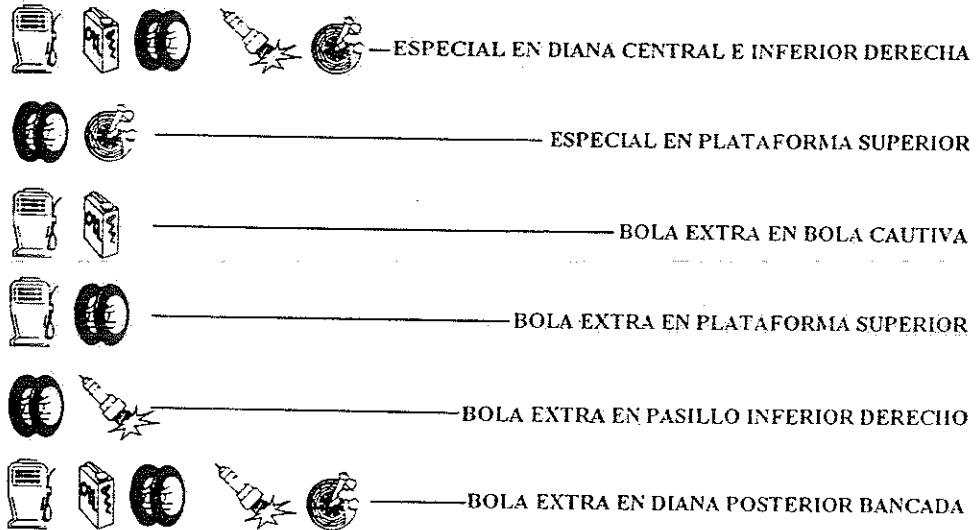 ESPECIAL EN DIANA CENTRAL E INFERIOR DERECHA
ESPECIAL EN PLATAFORMA SUPERIOR
BOLA EXTRA EN BOLA CAUTIVA
BOLA EXTRA EN PLATAFORMA SUPERIOR
BOLA EXTRA EN PASILLO INFERIOR DERECHO
BOLA EXTRA EN DIANA POSTERIOR BANCADA